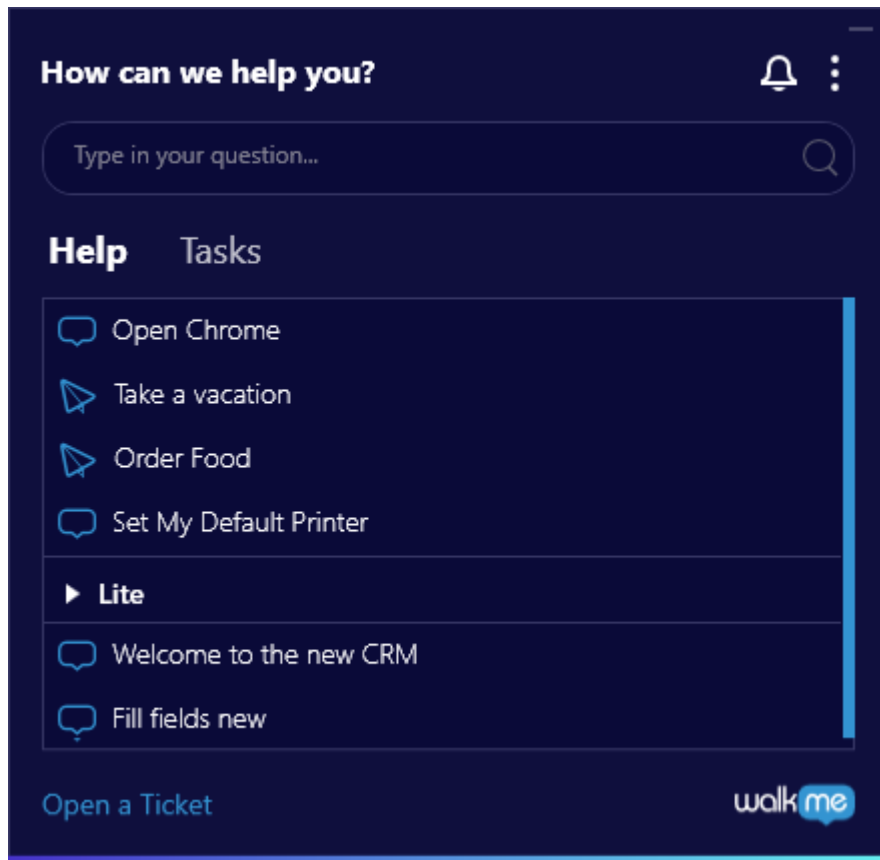 How can we help you?
Type in your question...
Help Tasks
Open Chrome
Take a vacation
Order Food
Set My Default Printer
Lite
Welcome to the new CRM
Fill fields new
Open a Ticket
walkme